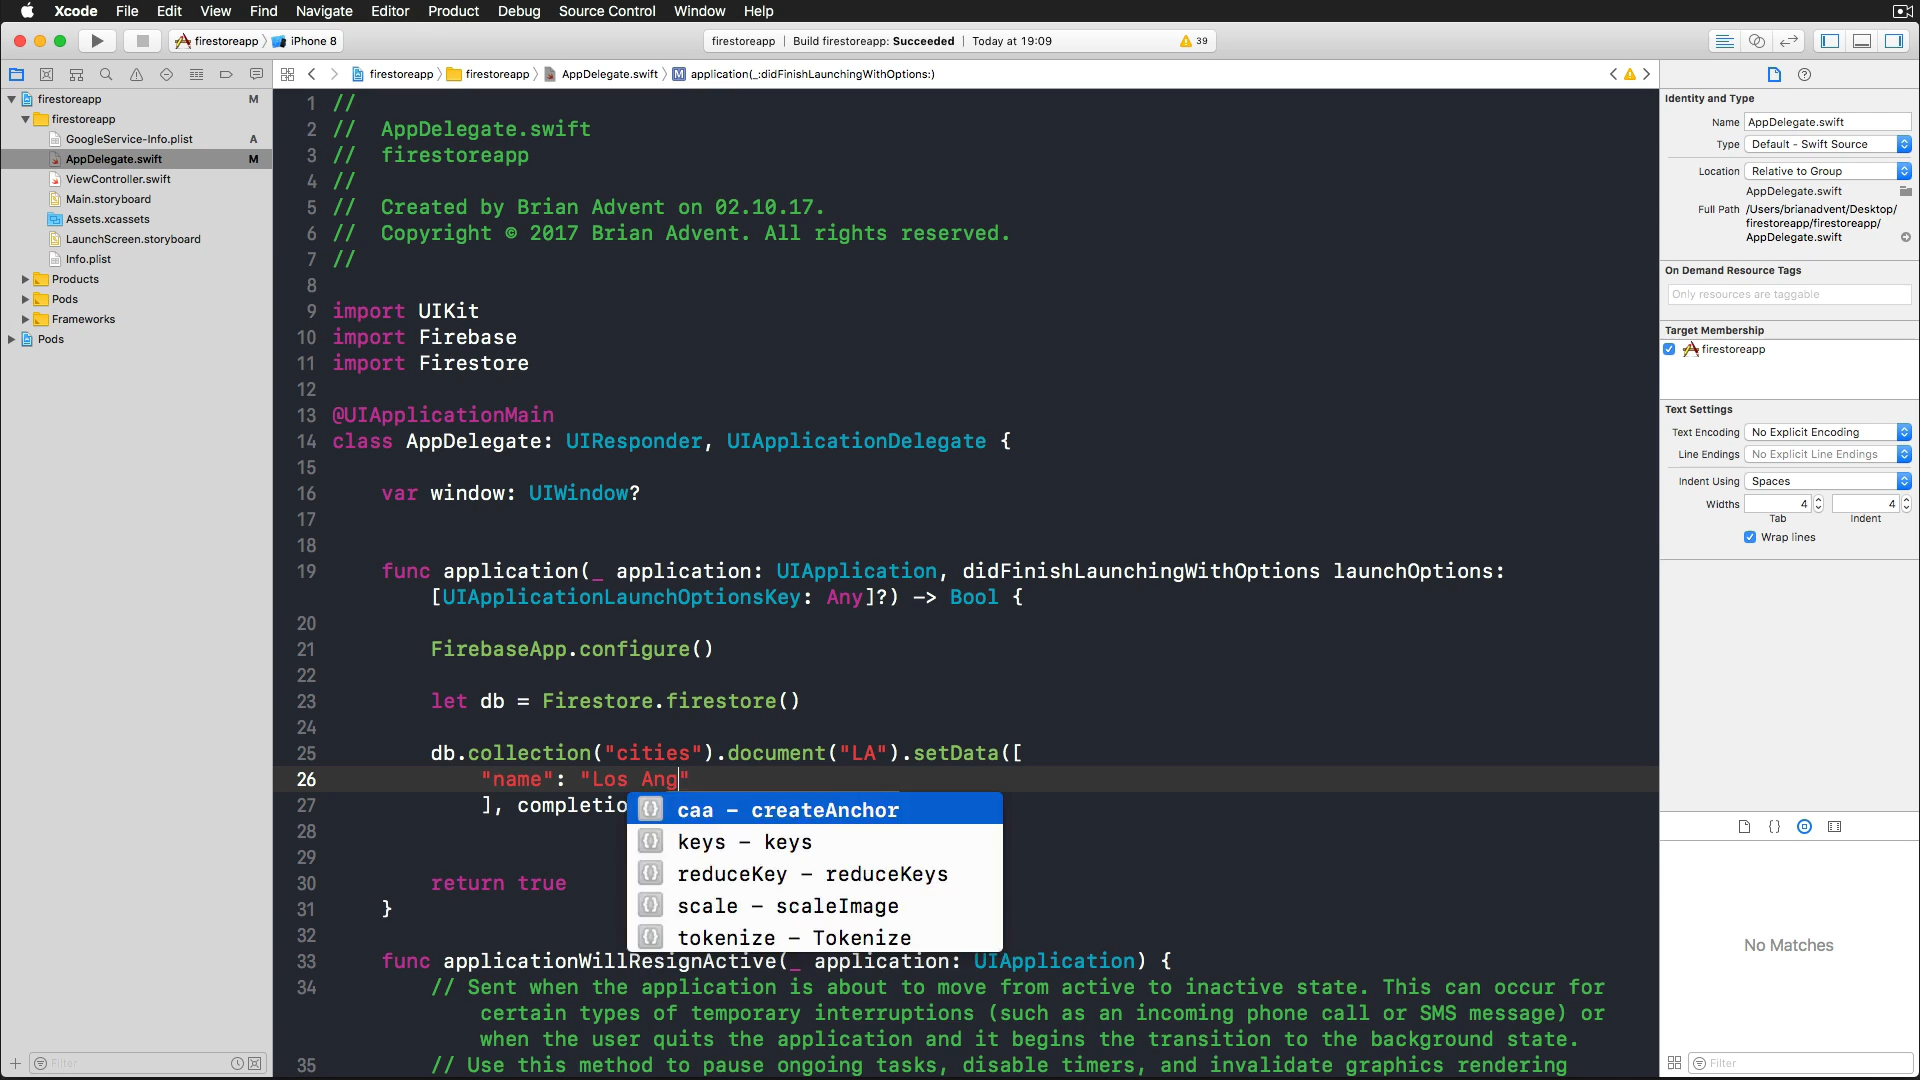 Xcode File Edit View Find Navigate Editor Product Debug Source Control Window Help
firestoreapp iPhone 8
firestoreapp | Build firestoreapp: Succeeded | Today at 19:09
39
firestoreapp firestoreapp AppDelegate.swift M application(_:didFinishLaunchingWithOptions:)
firestoreapp M
firestoreapp
GoogleService-Info.plist A
AppDelegate.swift M
ViewController.swift
Main.storyboard
Assets.xcassets
LaunchScreen.storyboard
Info.plist
Products
Pods
Frameworks
Pods
Filter
1 //
2 // AppDelegate.swift
3 // firestoreapp
4 //
5 // Created by Brian Advent on 02.10.17.
6 // Copyright © 2017 Brian Advent. All rights reserved.
7 //
8
9 import UIKit
10 import Firebase
11 import Firestore
12
13 @UIApplicationMain
14 class AppDelegate: UIResponder, UIApplicationDelegate {
15
16 var window: UIWindow?
17
18
19 func application(_ application: UIApplication, didFinishLaunchingWithOptions launchOptions:
[UIApplicationLaunchOptionsKey: Any]?) -> Bool {
20
21 FirebaseApp.configure()
22
23 let db = Firestore.firestore()
24
25 db.collection("cities").document("LA").setData([
26 "name": "Los Ang"
27 ], completio
28
29
30 return true
31 }
32
33 func applicationWillResignActive(_ application: UIApplication) {
34 // Sent when the application is about to move from active to inactive state. This can occur for
certain types of temporary interruptions (such as an incoming phone call or SMS message) or
when the user quits the application and it begins the transition to the background state.
35 // Use this method to pause ongoing tasks, disable timers, and invalidate graphics rendering
{} caa – createAnchor
{} keys – keys
{} reduceKey – reduceKeys
{} scale – scaleImage
{} tokenize – Tokenize
Identity and Type
Name AppDelegate.swift
Type Default - Swift Source
Location Relative to Group
AppDelegate.swift
Full Path /Users/brianadvent/Desktop/
firestoreapp/firestoreapp/
AppDelegate.swift
On Demand Resource Tags
Only resources are taggable
Target Membership
firestoreapp
Text Settings
Text Encoding No Explicit Encoding
Line Endings No Explicit Line Endings
Indent Using Spaces
Widths 4 4
Tab Indent
Wrap lines
{}
No Matches
Filter